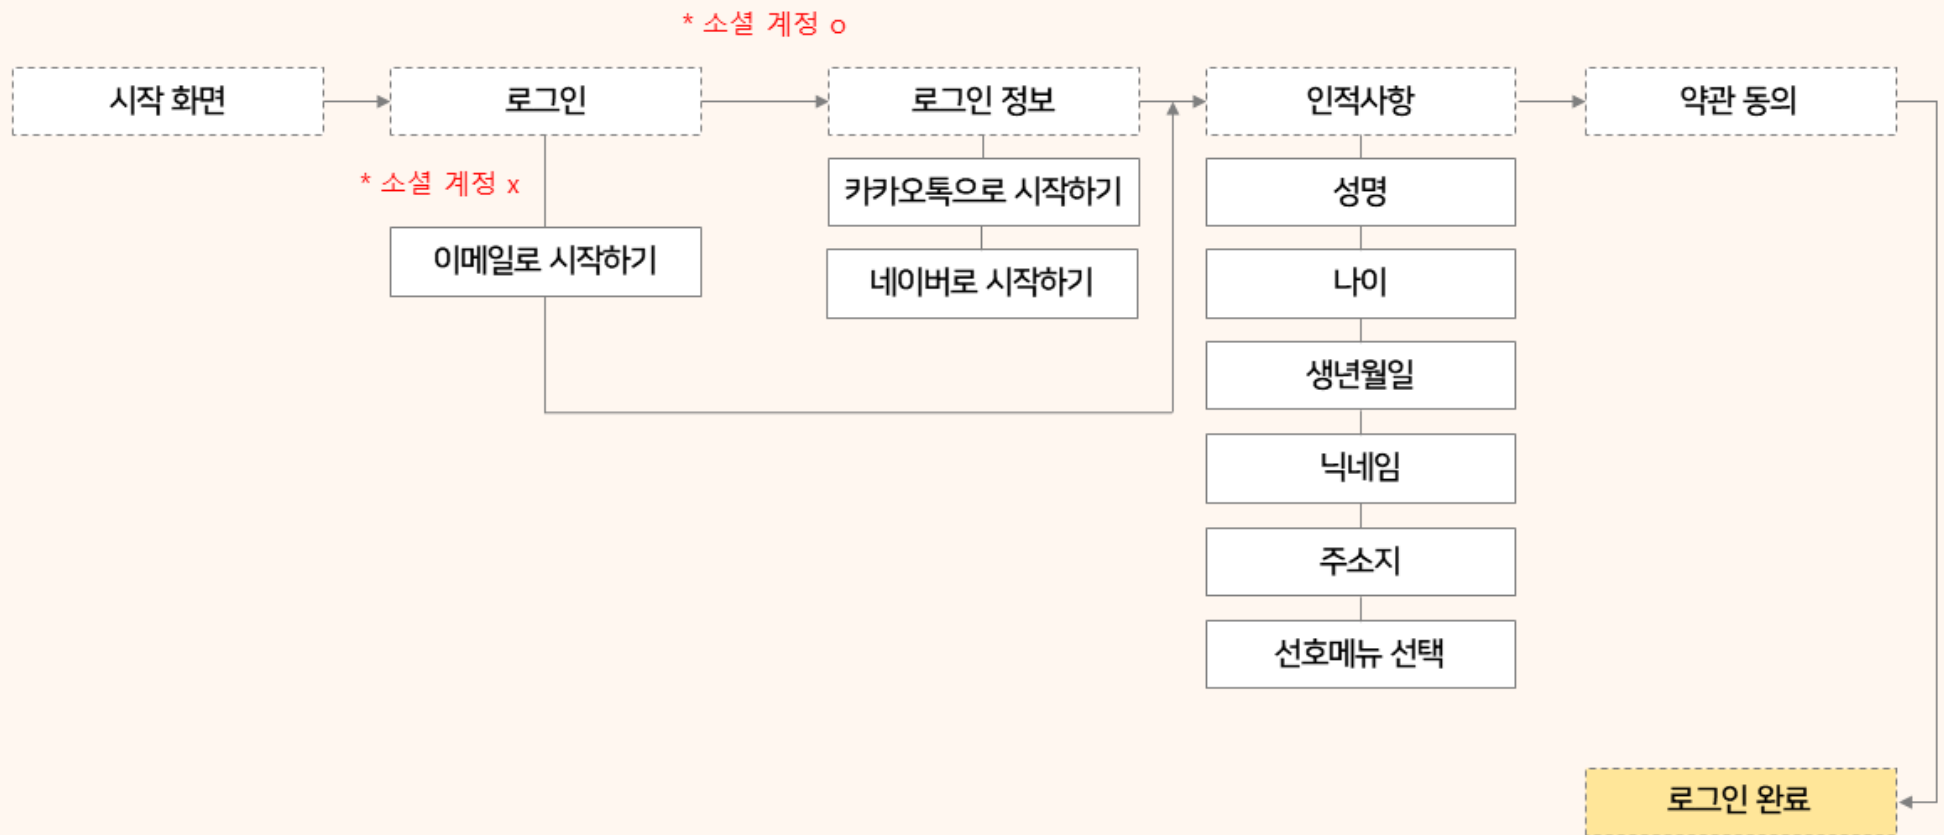 * 소셜 계정 o
시작 화면
로그인
로그인 정보
인적사항
약관 동의
* 소셜 계정 x
이메일로 시작하기
카카오톡으로 시작하기
네이버로 시작하기
성명
나이
생년월일
닉네임
주소지
선호메뉴 선택
로그인 완료